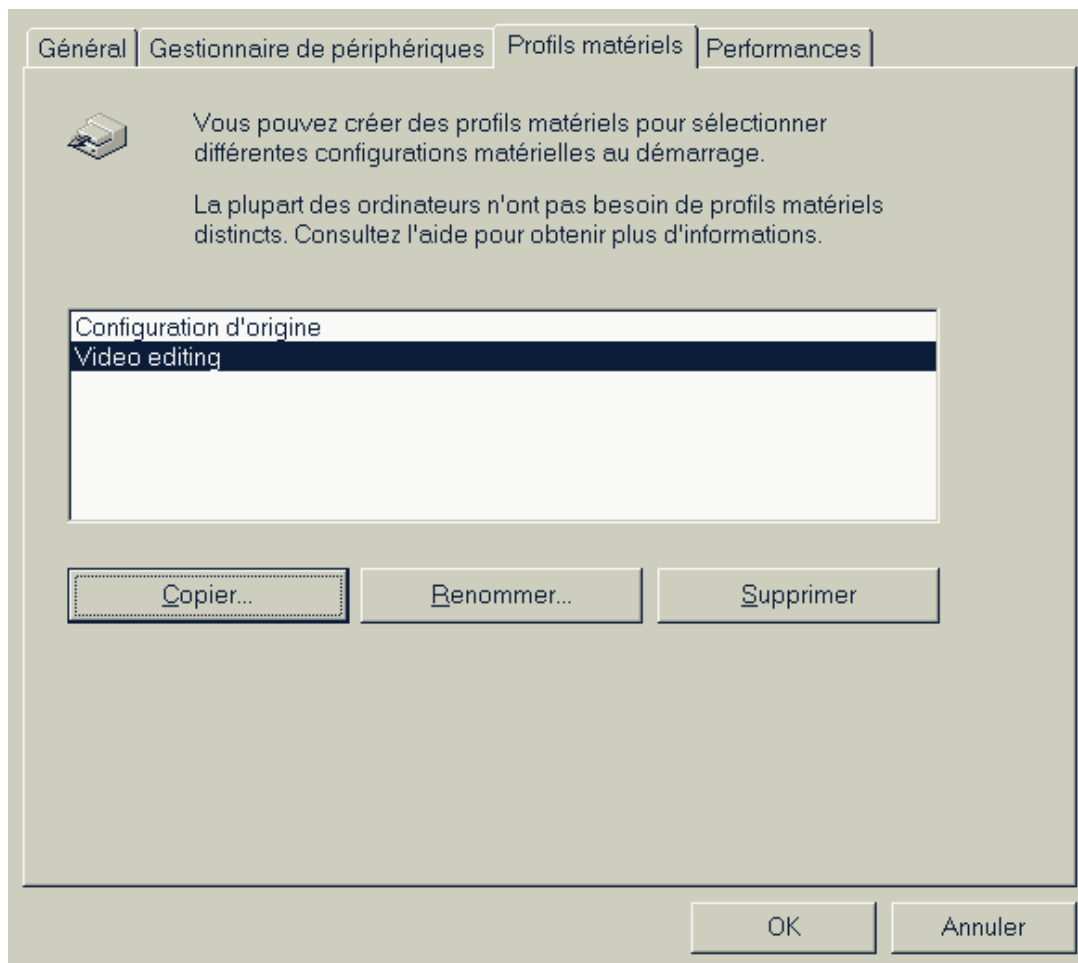 Général
Gestionnaire de périphériques
Profils matériels
Performances
Vous pouvez créer des profils matériels pour sélectionner
différentes configurations matérielles au démarrage.
La plupart des ordinateurs n'ont pas besoin de profils matériels
distincts. Consultez l'aide pour obtenir plus d'informations.
Configuration d'origine
Video editing
Copier...
Renommer...
Supprimer
OK
Annuler